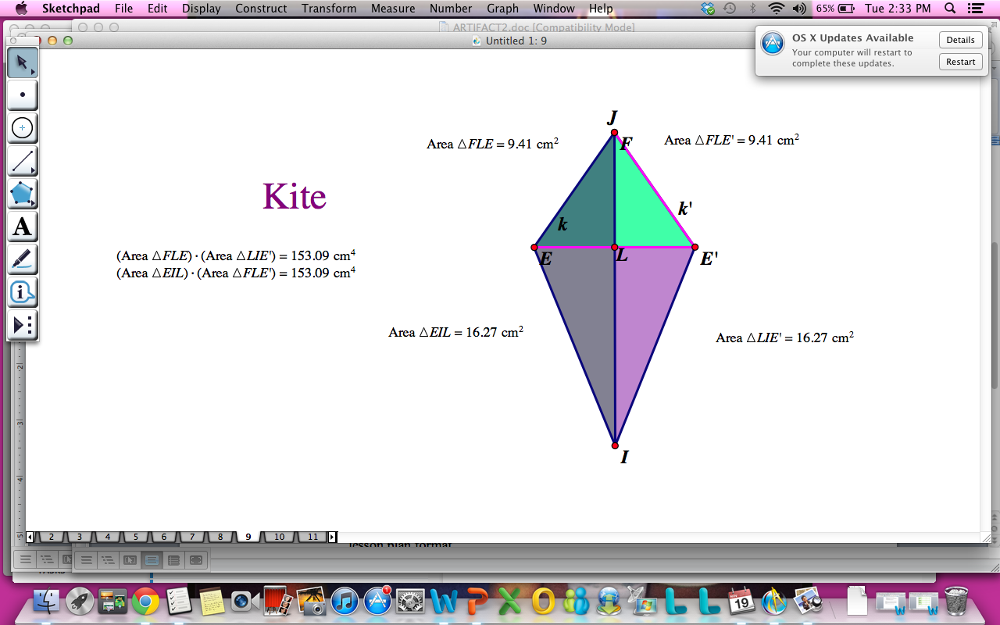 Sketchpad File Edit Display Construct Transform Measure Number Graph Window Help 65% Tue 2:33 PM
ARTIFACT2.doc [Compatibility Mode]
Untitled 1: 9
OS X Updates Available
Your computer will restart to
complete these updates.
Details
Restart
J
F
Area △FLE = 9.41 cm²
Area △FLE' = 9.41 cm²
Kite
k'
k
(Area △FLE) · (Area △LIE') = 153.09 cm⁴
(Area △EIL) · (Area △FLE') = 153.09 cm⁴
E
L
E'
Area △EIL = 16.27 cm²
Area △LIE' = 16.27 cm²
I
A
2 3 4 5 6 7 8 9 10 11
lesson plan format
TASKS
NOV
19